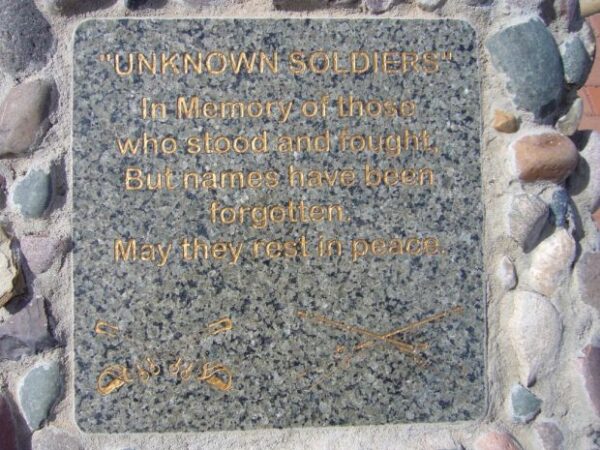 "UNKNOWN SOLDIERS"
In Memory of those
who stood and fought,
But names have been
forgotten.
May they rest in peace.